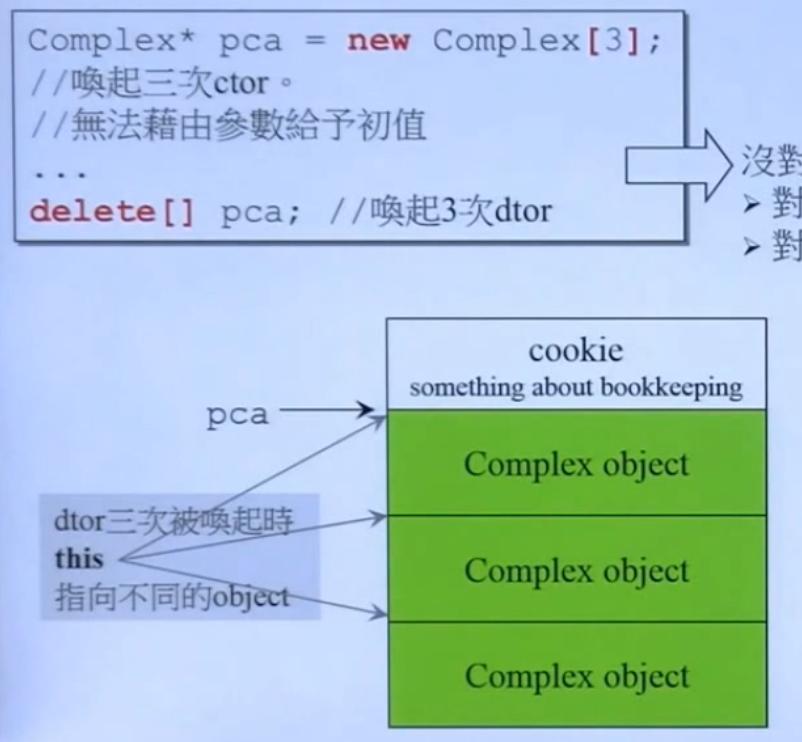 Complex* pca = new Complex[3];
//喚起三次ctor。
//無法藉由參數給予初值
...
delete[] pca; //喚起3次dtor
沒對
➤ 對
➤ 對
cookie
something about bookkeeping
pca
Complex object
dtor三次被喚起時
this
指向不同的object
Complex object
Complex object